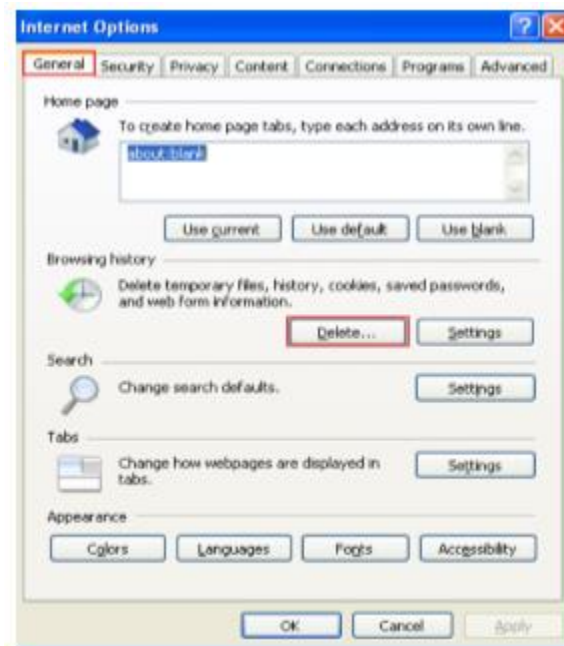 Internet Options
General Security Privacy Content Connections Programs Advanced
Home page
To create home page tabs, type each address on its own line.
about:blank
Use current Use default Use blank
Browsing history
Delete temporary files, history, cookies, saved passwords,
and web form information.
Delete... Settings
Search
Change search defaults.
Settings
Tabs
Change how webpages are displayed in
tabs.
Settings
Appearance
Colors Languages Fonts Accessibility
OK Cancel Apply